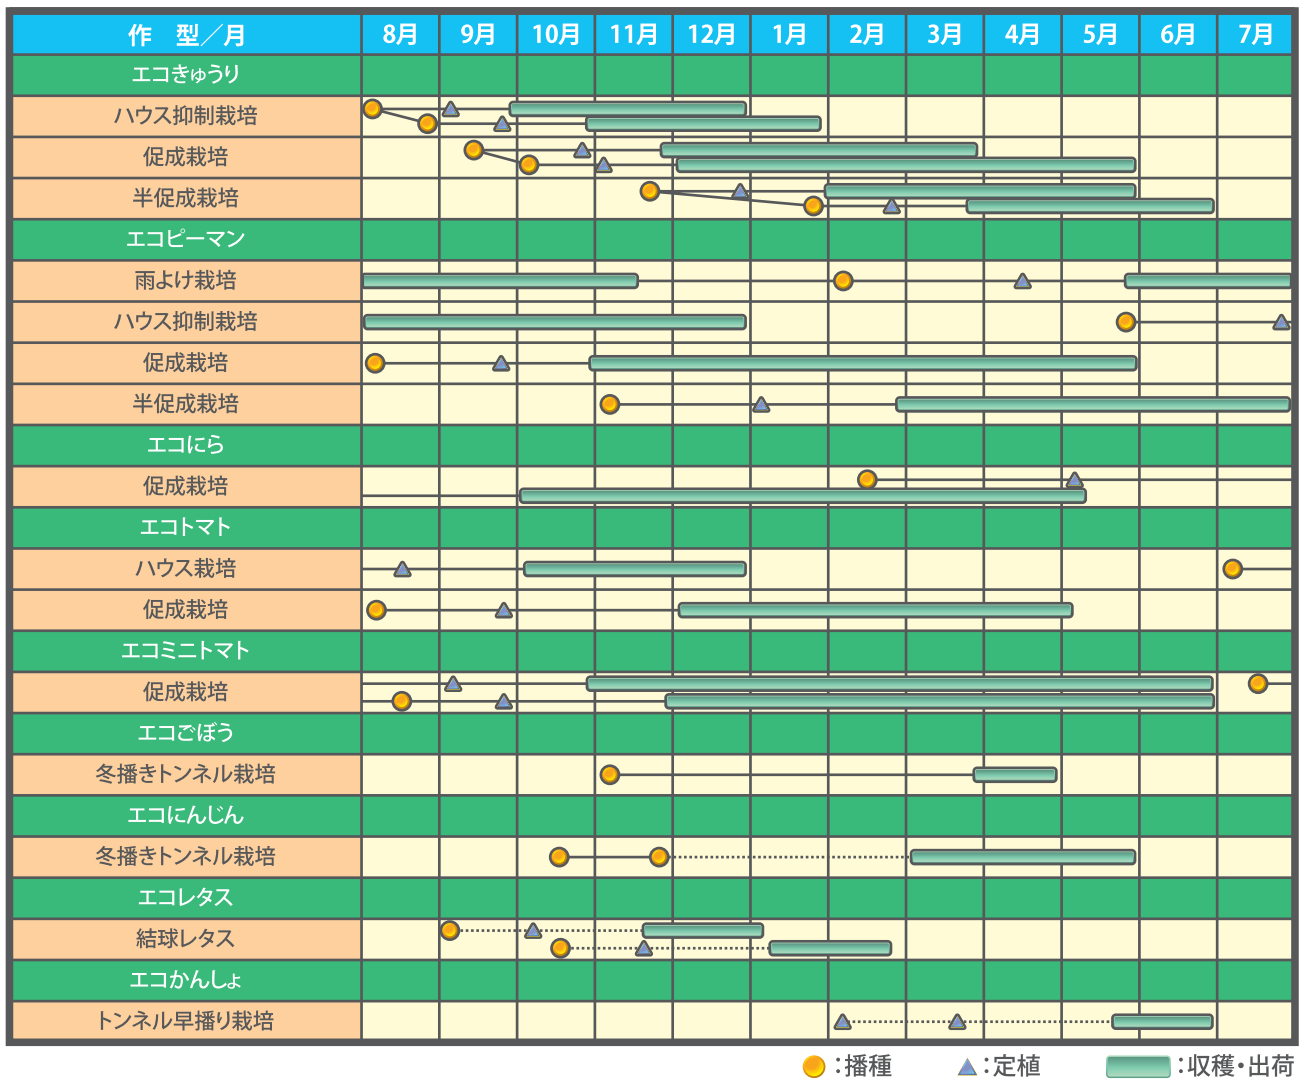 作　型／月 8月 9月 10月 11月 12月 1月 2月 3月 4月 5月 6月 7月
エコきゅうり
ハウス抑制栽培
促成栽培
半促成栽培
エコピーマン
雨よけ栽培
ハウス抑制栽培
促成栽培
半促成栽培
エコにら
促成栽培
エコトマト
ハウス栽培
促成栽培
エコミニトマト
促成栽培
エコごぼう
冬播きトンネル栽培
エコにんじん
冬播きトンネル栽培
エコレタス
結球レタス
エコかんしょ
トンネル早播り栽培
：播種 ：定植 ：収穫・出荷